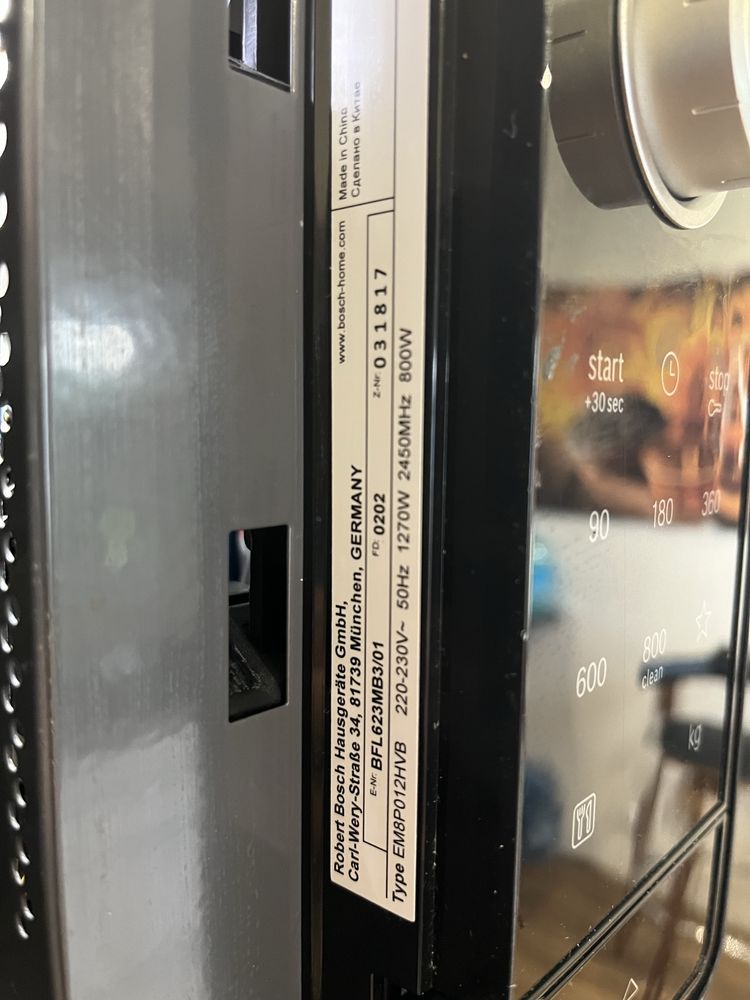 Robert Bosch Hausgeräte GmbH,
Carl-Wery-Straße 34, 81739 München, GERMANY
www.bosch-home.com
Made in China
Сделано в Китае
E-Nr. BFL623MB3/01
FD. 0202
Z-Nr. 031817
Type EM8P012HVB 220-230V~ 50Hz 1270W 2450MHz 800W
start
+30 sec
stop
90
180
360
600
800
clean
kg